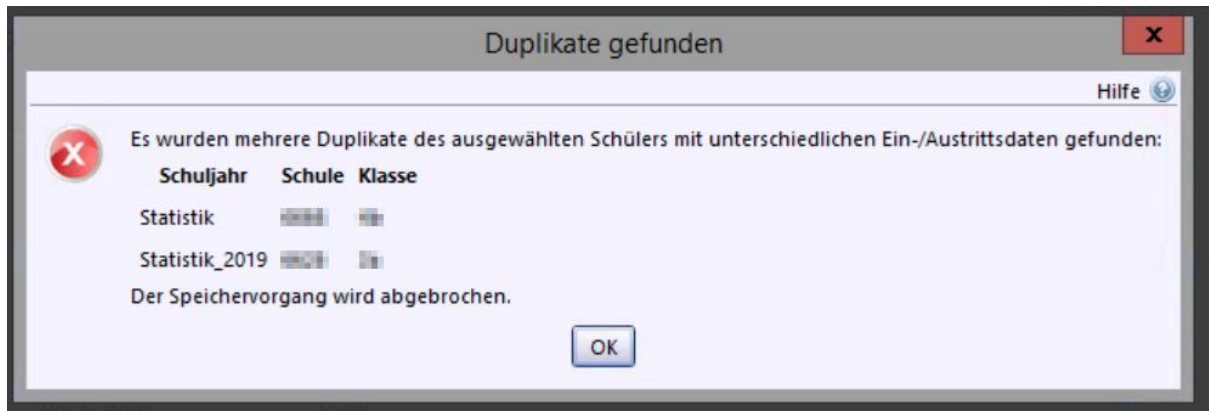 Duplikate gefunden
x
Hilfe
Es wurden mehrere Duplikate des ausgewählten Schülers mit unterschiedlichen Ein-/Austrittsdaten gefunden:
Schuljahr Schule Klasse
Statistik
Statistik_2019
Der Speichervorgang wird abgebrochen.
OK